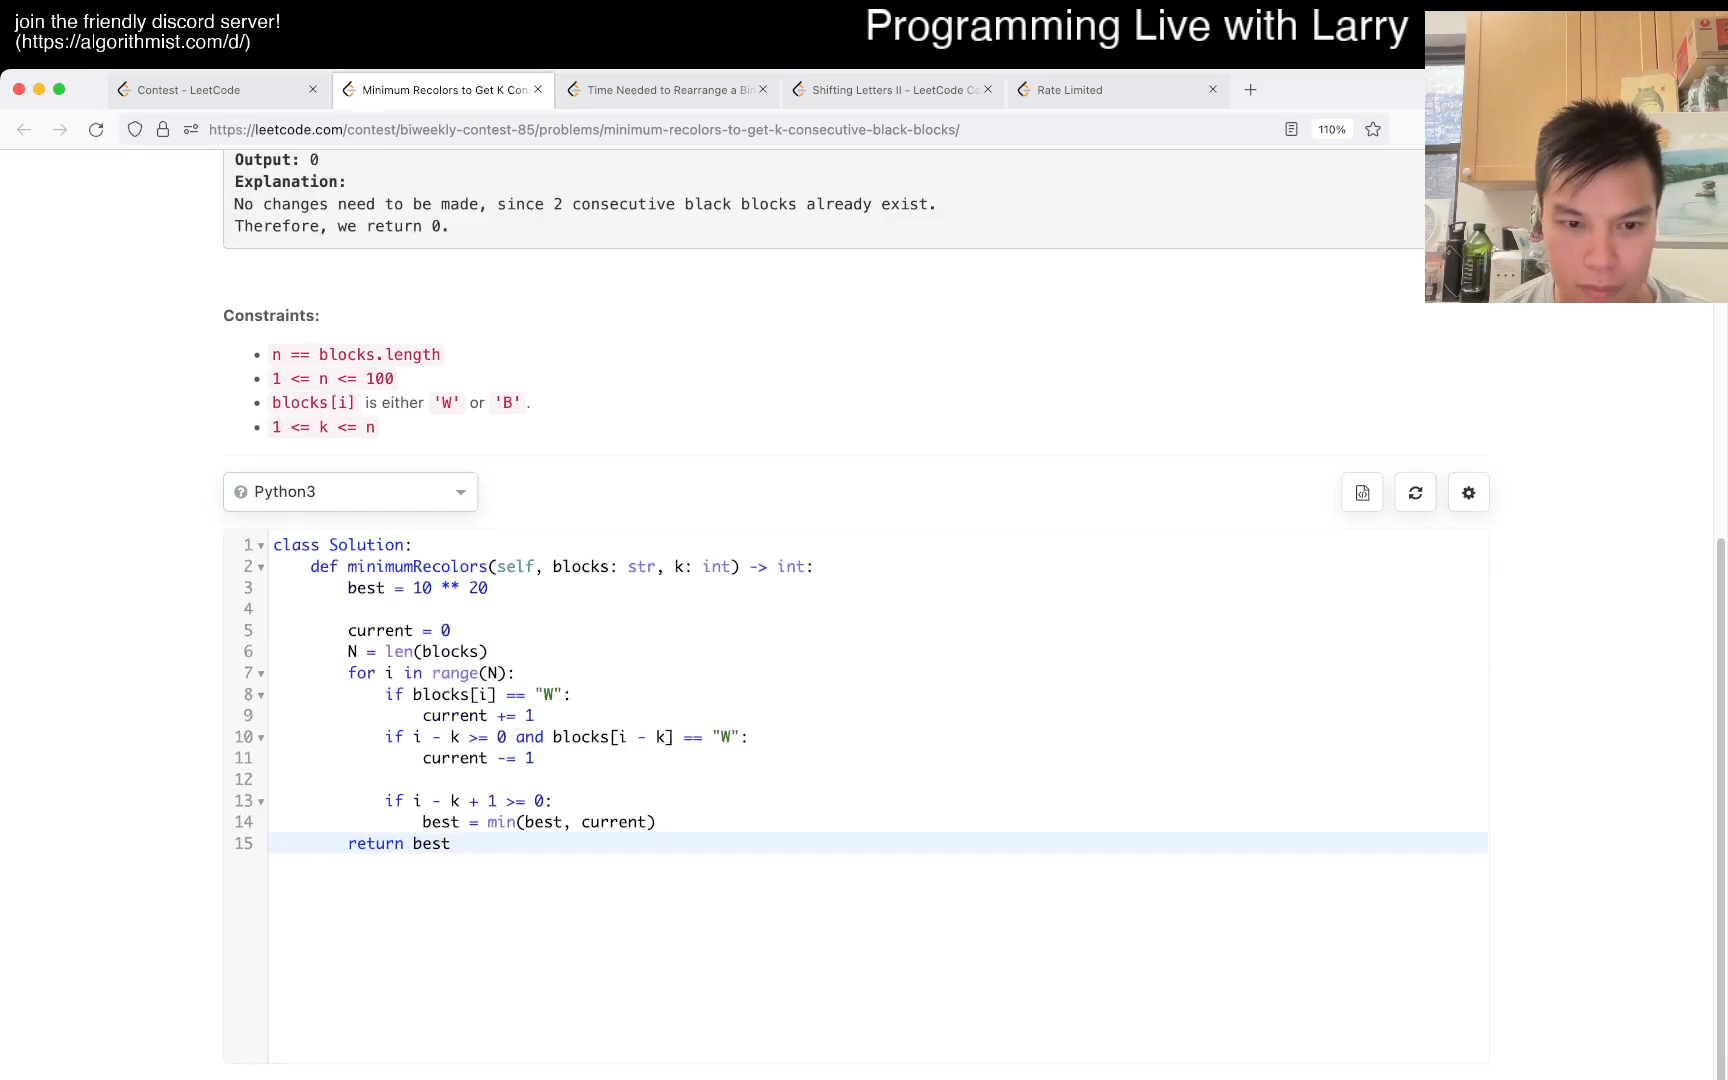 join the friendly discord server!
(https://algorithmist.com/d/)
Programming Live with Larry
Contest - LeetCode
Minimum Recolors to Get K Con
Time Needed to Rearrange a Bin
Shifting Letters II - LeetCode Co
Rate Limited
https://leetcode.com/contest/biweekly-contest-85/problems/minimum-recolors-to-get-k-consecutive-black-blocks/
110%
Output: 0
Explanation:
No changes need to be made, since 2 consecutive black blocks already exist.
Therefore, we return 0.
Constraints:
n == blocks.length
1 <= n <= 100
blocks[i] is either 'W' or 'B'.
1 <= k <= n
Python3
1 class Solution:
2     def minimumRecolors(self, blocks: str, k: int) -> int:
3         best = 10 ** 20
4
5         current = 0
6         N = len(blocks)
7         for i in range(N):
8             if blocks[i] == "W":
9                 current += 1
10             if i - k >= 0 and blocks[i - k] == "W":
11                 current -= 1
12
13             if i - k + 1 >= 0:
14                 best = min(best, current)
15         return best